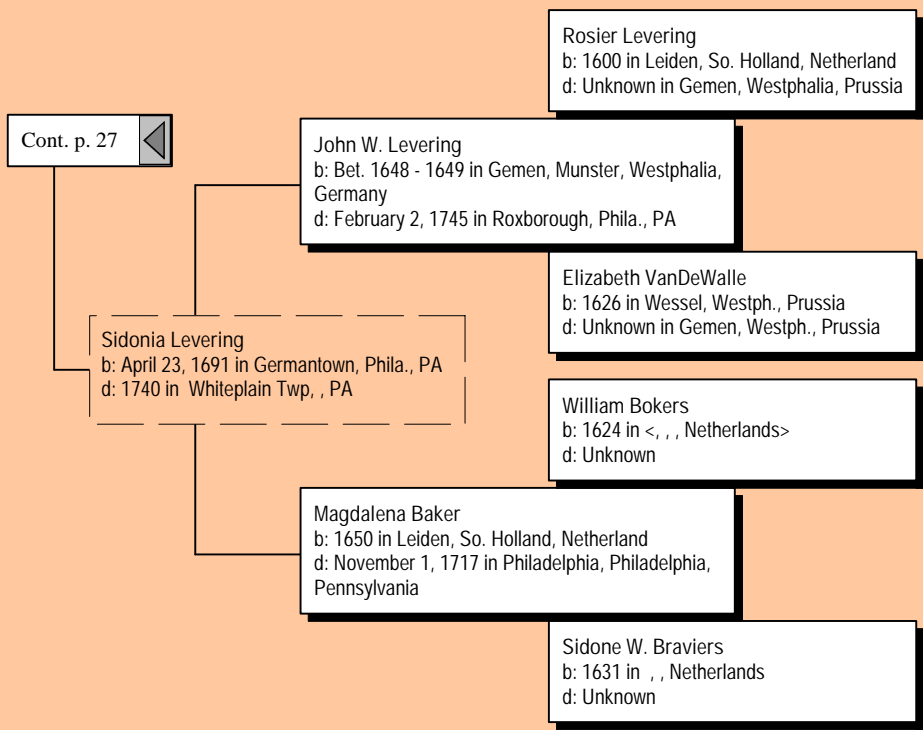 Rosier Levering
b: 1600 in Leiden, So. Holland, Netherland
d: Unknown in Gemen, Westphalia, Prussia
Cont. p. 27
John W. Levering
b: Bet. 1648 - 1649 in Gemen, Munster, Westphalia,
Germany
d: February 2, 1745 in Roxborough, Phila., PA
Elizabeth VanDeWalle
b: 1626 in Wessel, Westph., Prussia
d: Unknown in Gemen, Westph., Prussia
Sidonia Levering
b: April 23, 1691 in Germantown, Phila., PA
d: 1740 in Whiteplain Twp, , PA
William Bokers
b: 1624 in <, , , Netherlands>
d: Unknown
Magdalena Baker
b: 1650 in Leiden, So. Holland, Netherland
d: November 1, 1717 in Philadelphia, Philadelphia,
Pennsylvania
Sidone W. Braviers
b: 1631 in , , Netherlands
d: Unknown